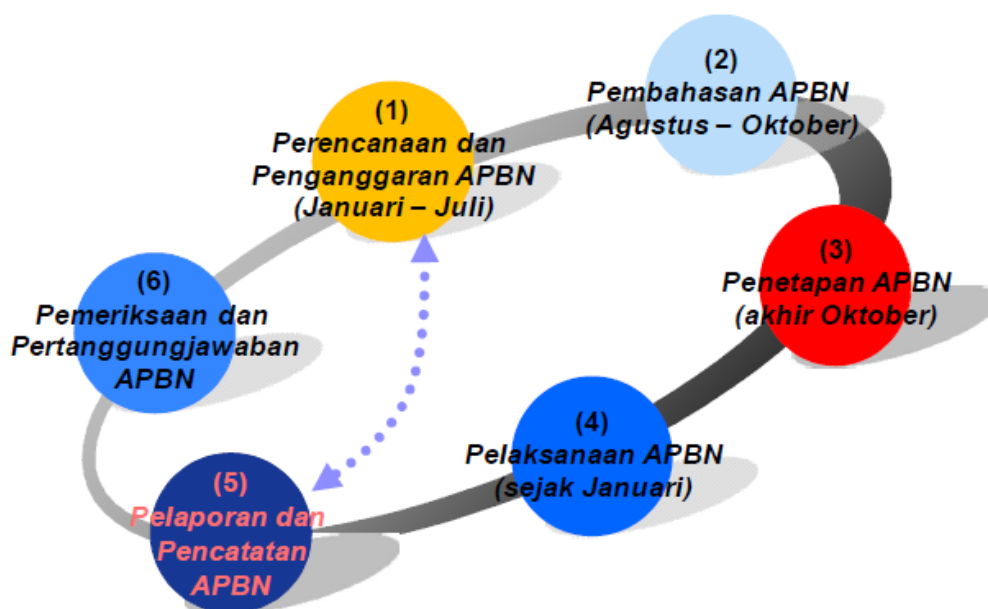 (1)
Perencanaan dan
Penganggaran APBN
(Januari – Juli)
(2)
Pembahasan APBN
(Agustus – Oktober)
(3)
Penetapan APBN
(akhir Oktober)
(4)
Pelaksanaan APBN
(sejak Januari)
(5)
Pelaporan dan
Pencatatan
APBN
(6)
Pemeriksaan dan
Pertanggungjawaban
APBN